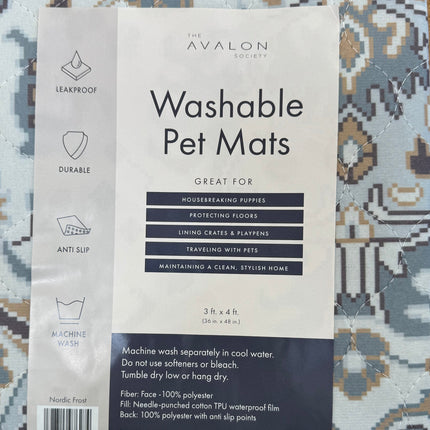 THE
AVALON
SOCIETY
LEAKPROOF
DURABLE
ANTI SLIP
MACHINE
WASH
Nordic Frost
Washable
Pet Mats
GREAT FOR
HOUSEBREAKING PUPPIES
PROTECTING FLOORS
LINING CRATES & PLAYPENS
TRAVELING WITH PETS
MAINTAINING A CLEAN, STYLISH HOME
3 ft. x 4 ft.
(36 in. x 48 in.)
Machine wash separately in cool water.
Do not use softeners or bleach.
Tumble dry low or hang dry.
Fiber: Face -100% polyester
Fill: Needle-punched cotton TPU waterproof film
Back: 100% polyester with anti slip points